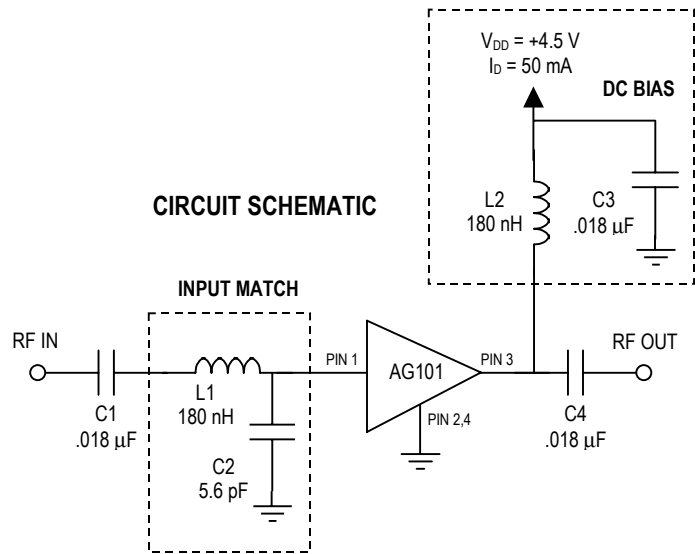 V_DD = +4.5 V
I_D = 50 mA
DC BIAS
L2
180 nH
C3
.018 µF
CIRCUIT SCHEMATIC
INPUT MATCH
RF IN
C1
.018 µF
L1
180 nH
C2
5.6 pF
PIN 1
AG101
PIN 2,4
PIN 3
C4
.018 µF
RF OUT